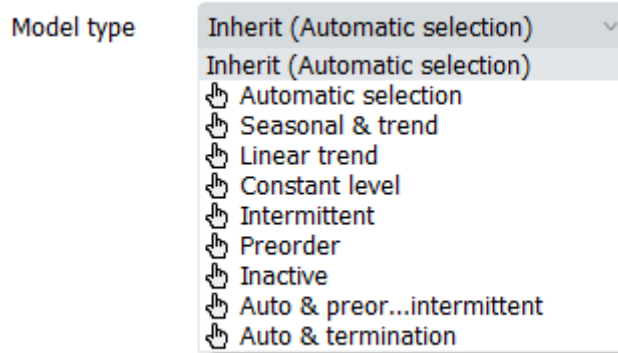 Model type Inherit (Automatic selection)
Inherit (Automatic selection)
Automatic selection
Seasonal & trend
Linear trend
Constant level
Intermittent
Preorder
Inactive
Auto & preor...intermittent
Auto & termination